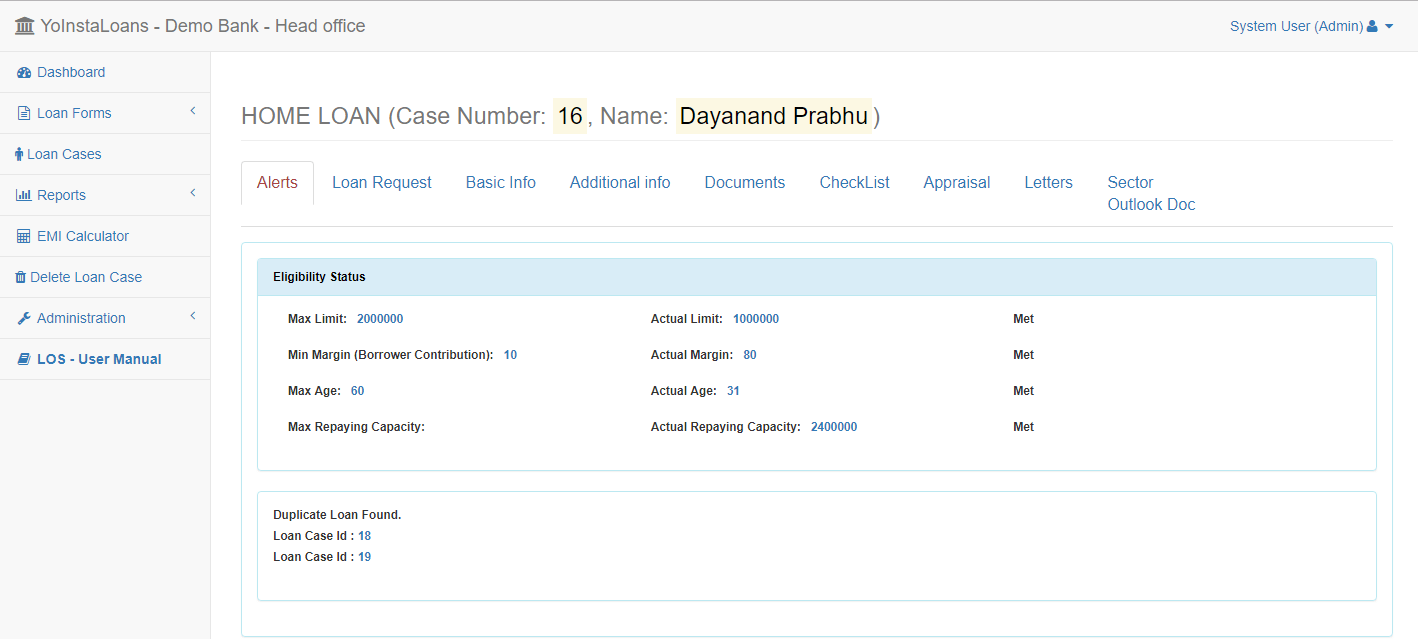 YoInstaLoans - Demo Bank - Head office
System User (Admin)
Dashboard
Loan Forms
Loan Cases
Reports
EMI Calculator
Delete Loan Case
Administration
LOS - User Manual
HOME LOAN (Case Number: 16, Name: Dayanand Prabhu)
Alerts Loan Request Basic Info Additional info Documents CheckList Appraisal Letters Sector
Outlook Doc
Eligibility Status
Max Limit: 2000000 Actual Limit: 1000000 Met
Min Margin (Borrower Contribution): 10 Actual Margin: 80 Met
Max Age: 60 Actual Age: 31 Met
Max Repaying Capacity: Actual Repaying Capacity: 2400000 Met
Duplicate Loan Found.
Loan Case Id : 18
Loan Case Id : 19